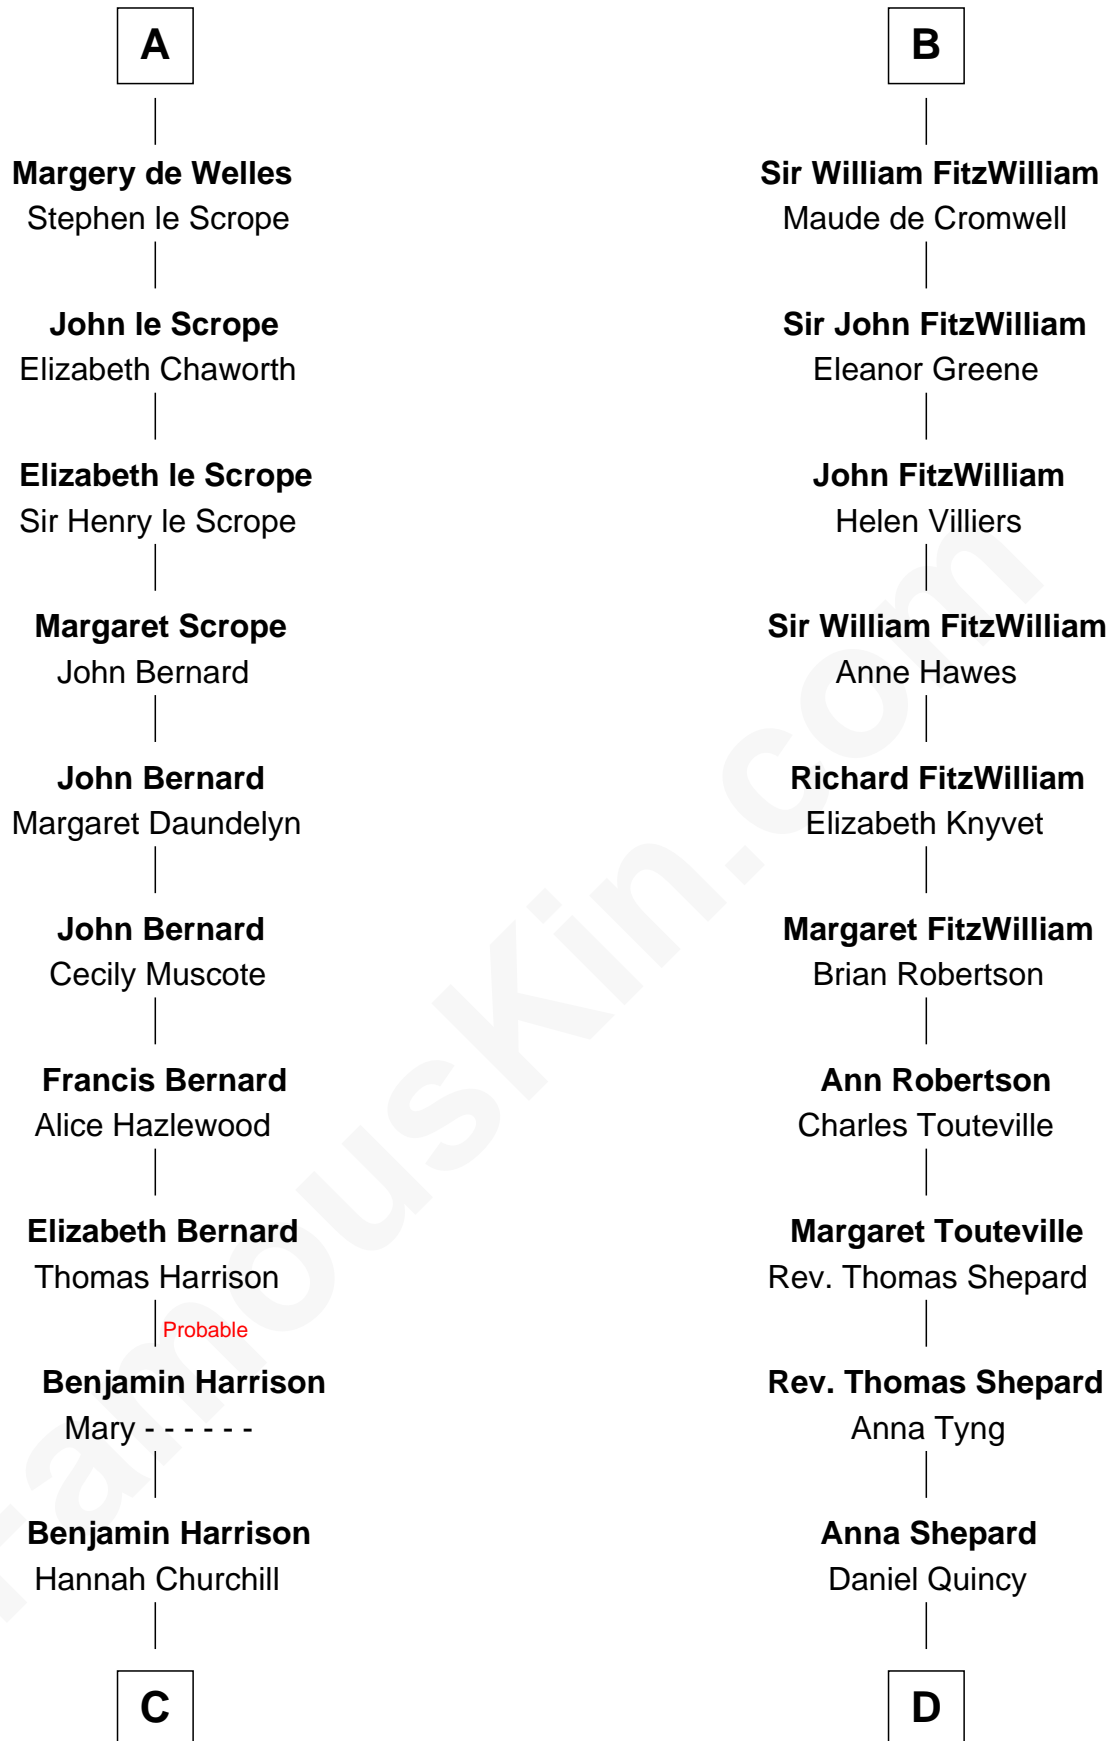 A
Margery de Welles
Stephen le Scrope
John le Scrope
Elizabeth Chaworth
Elizabeth le Scrope
Sir Henry le Scrope
Margaret Scrope
John Bernard
John Bernard
Margaret Daundelyn
John Bernard
Cecily Muscote
Francis Bernard
Alice Hazlewood
Elizabeth Bernard
Thomas Harrison
Probable
Benjamin Harrison
Mary - - - - - -
Benjamin Harrison
Hannah Churchill
C
B
Sir William FitzWilliam
Maude de Cromwell
Sir John FitzWilliam
Eleanor Greene
John FitzWilliam
Helen Villiers
Sir William FitzWilliam
Anne Hawes
Richard FitzWilliam
Elizabeth Knyvet
Margaret FitzWilliam
Brian Robertson
Ann Robertson
Charles Touteville
Margaret Touteville
Rev. Thomas Shepard
Rev. Thomas Shepard
Anna Tyng
Anna Shepard
Daniel Quincy
D
FamousKin.com